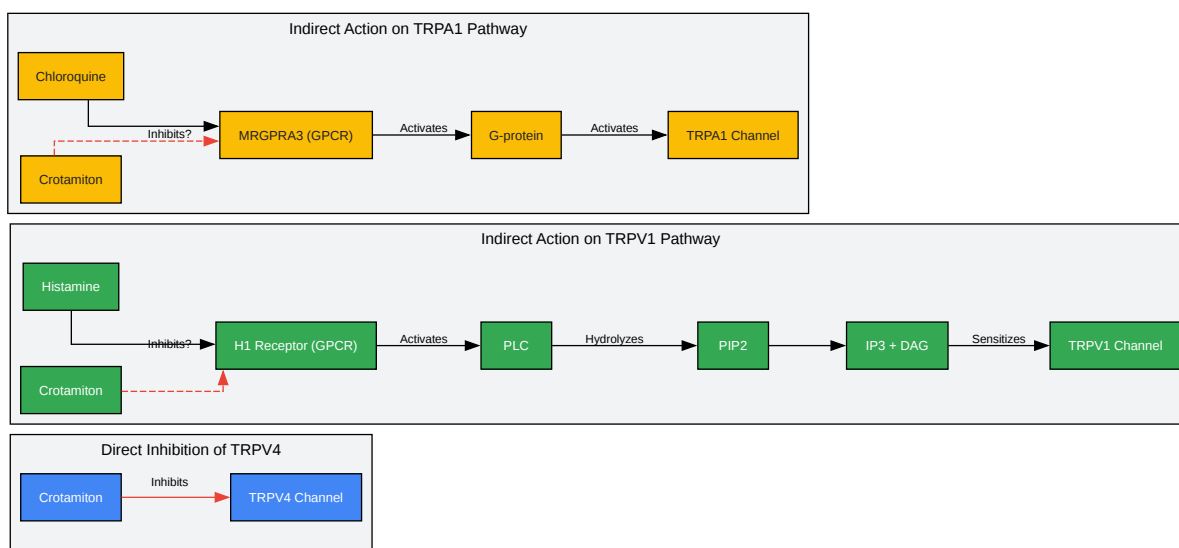 Indirect Action on TRPA1 Pathway
Chloroquine
Inhibits?
MRGPRA3 (GPCR)
Activates
G-protein
Activates
TRPA1 Channel
Crotamiton
Indirect Action on TRPV1 Pathway
Histamine
Inhibits?
H1 Receptor (GPCR)
Activates
PLC
Hydrolyzes
PIP2
IP3 + DAG
Sensitizes
TRPV1 Channel
Crotamiton
Direct Inhibition of TRPV4
Crotamiton
Inhibits
TRPV4 Channel